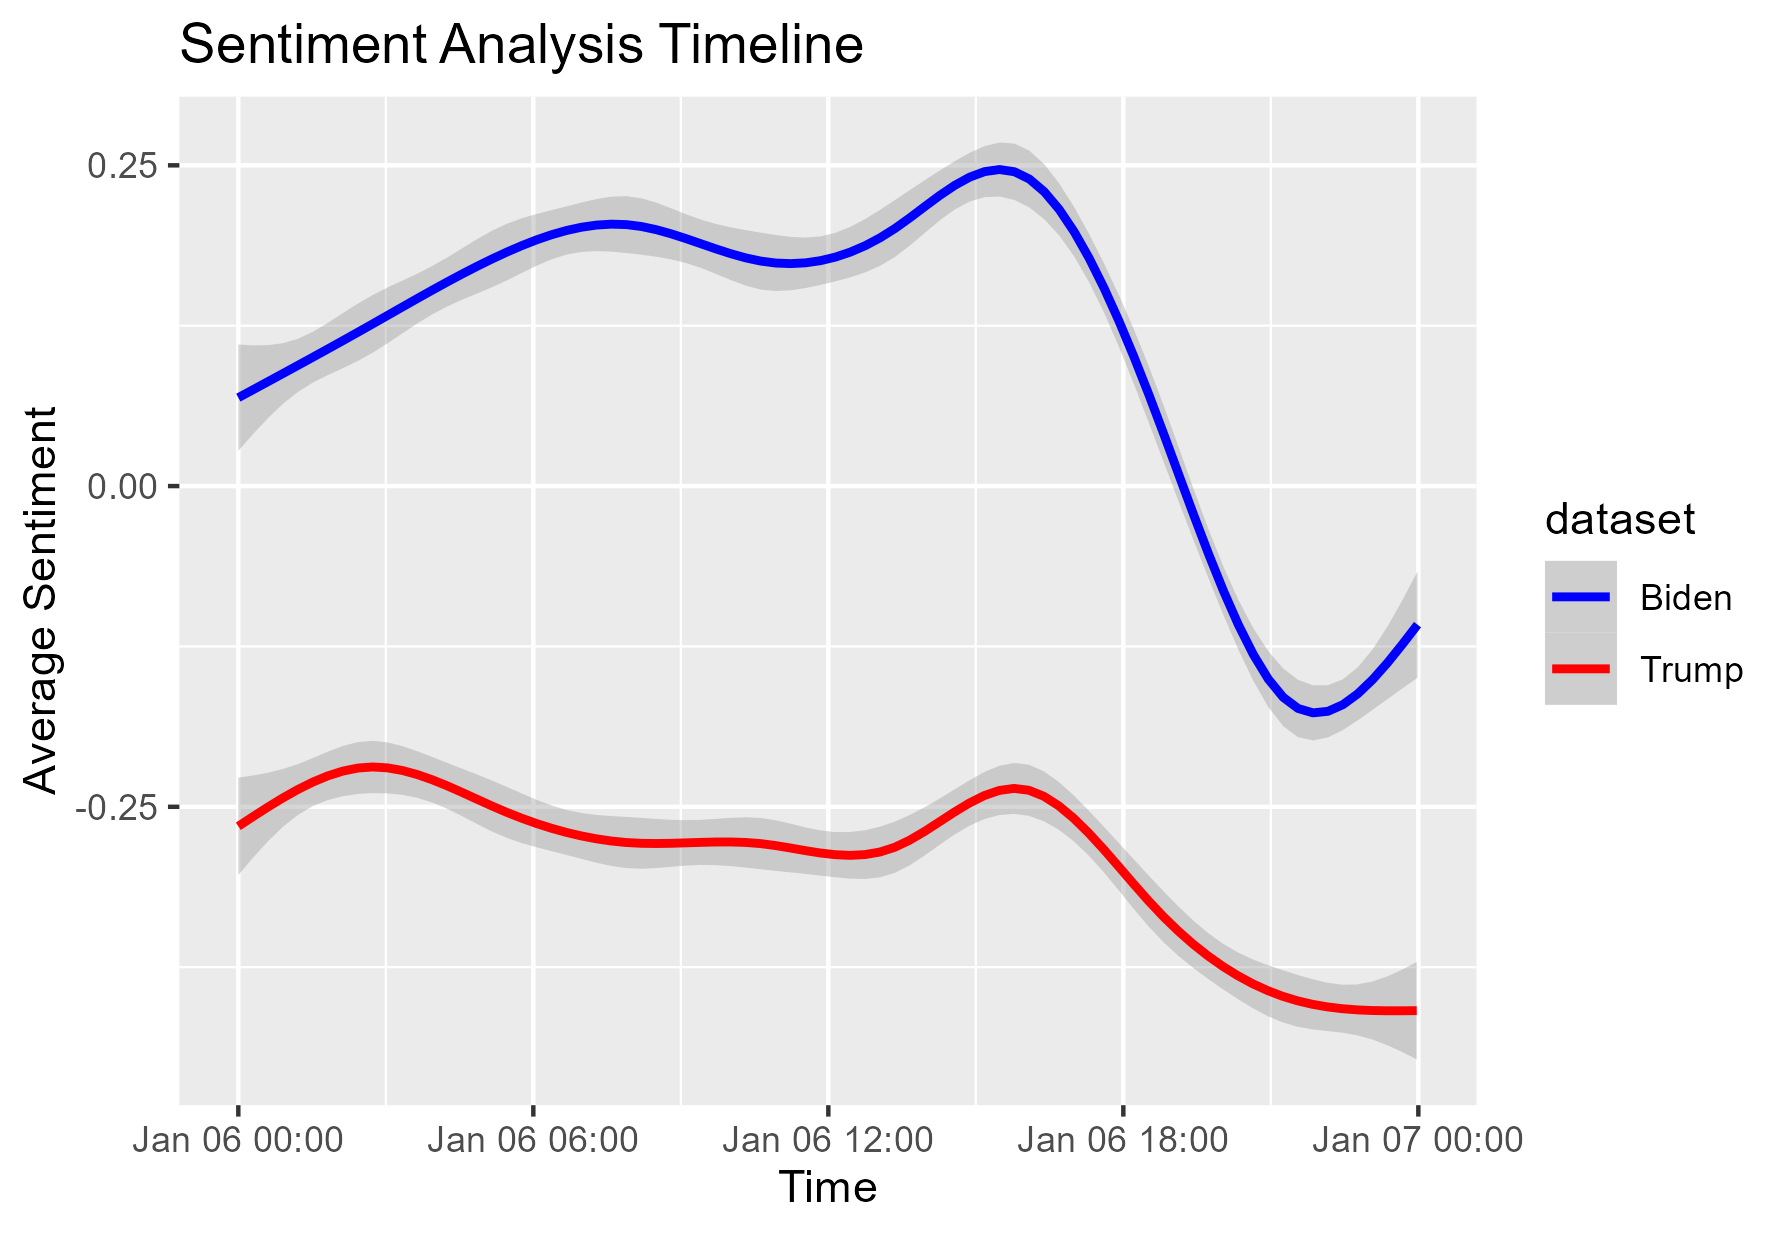 Sentiment Analysis Timeline
Average Sentiment
0.25
0.00
-0.25
Jan 06 00:00 Jan 06 06:00 Jan 06 12:00 Jan 06 18:00 Jan 07 00:00
Time
dataset
Biden
Trump